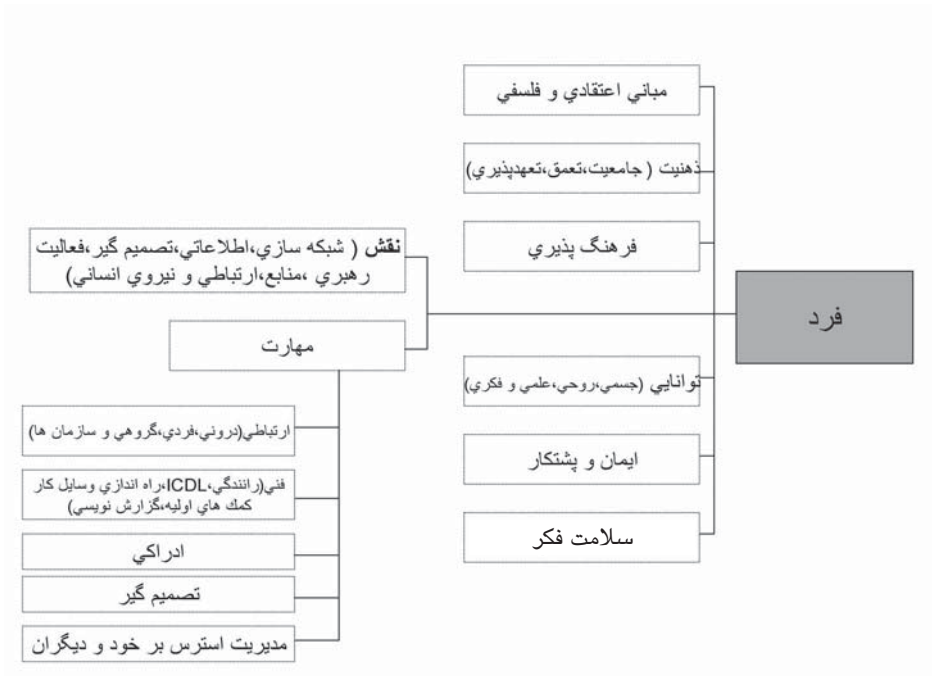 مباني اعتقادي و فلسفي
ذهنيت ( جامعيت،تعمق،تعهدپذيري)
فرهنگ پذيري
فرد
توانايي (جسمي،روحي،علمي و فكري)
ايمان و پشتكار
سلامت فكر
نقش ( شبكه سازي،اطلاعاتي،تصميم گير،فعاليت
رهبري ،منابع،ارتباطي و نيروي انساني)
مهارت
ارتباطي(دروني،فردي،گروهي و سازمان ها)
فني(رانندگي،ICDL،راه اندازي وسايل كار
كمك هاي اوليه،گزارش نويسي)
ادراكي
تصميم گير
مديريت استرس بر خود و ديگران